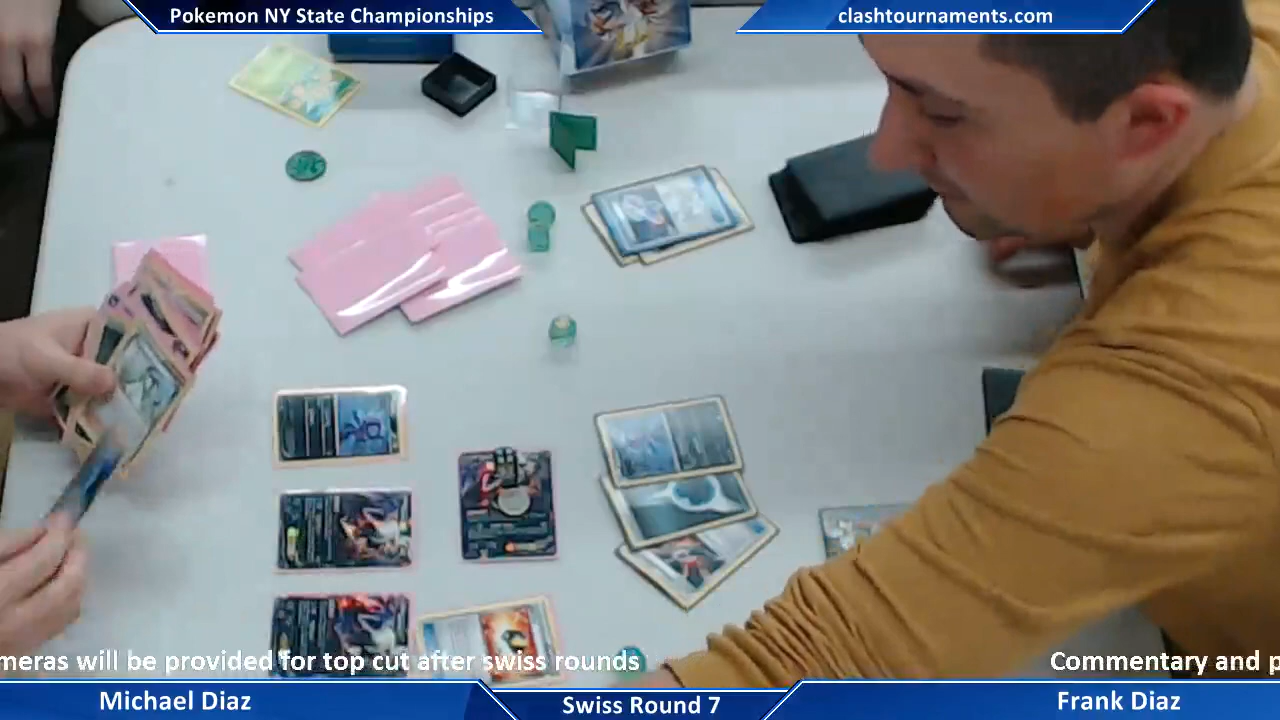 Pokemon NY State Championships
clashtournaments.com
meras will be provided for top cut after swiss rounds
Commentary and p
Michael Diaz
Swiss Round 7
Frank Diaz